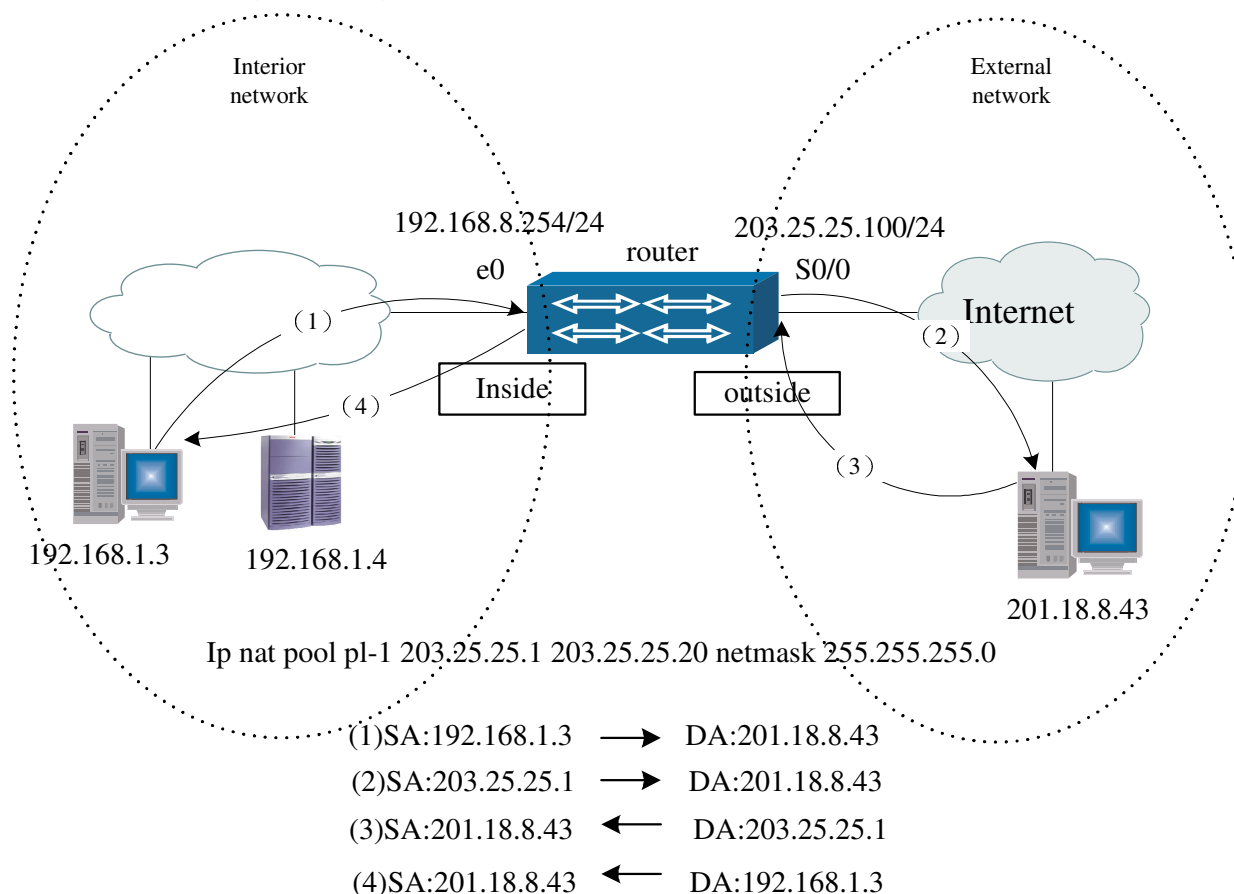 Interior
network
External
network
192.168.8.254/24
203.25.25.100/24
router
e0
S0/0
Internet
（1）
（2）
Inside
outside
（4）
（3）
192.168.1.3
192.168.1.4
201.18.8.43
Ip nat pool pl-1 203.25.25.1 203.25.25.20 netmask 255.255.255.0
(1)SA:192.168.1.3 → DA:201.18.8.43
(2)SA:203.25.25.1 → DA:201.18.8.43
(3)SA:201.18.8.43 ← DA:203.25.25.1
(4)SA:201.18.8.43 ← DA:192.168.1.3